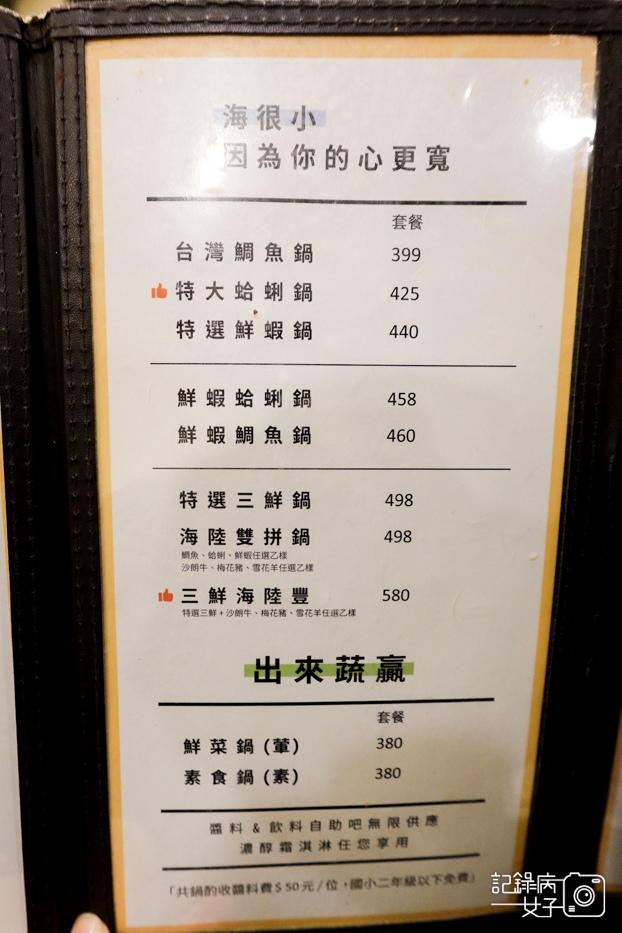 海很小
因為你的心更寬
套餐
台灣鯛魚鍋 399
特大蛤蜊鍋 425
特選鮮蝦鍋 440
鮮蝦蛤蜊鍋 458
鮮蝦鯛魚鍋 460
特選三鮮鍋 498
海陸雙拼鍋 498
鯛魚、蛤蜊、鮮蝦任選乙樣
沙朗牛、梅花豬、雪花羊任選乙樣
三鮮海陸豐 580
特選三鮮+沙朗牛、梅花豬、雪花羊任選乙樣
出來蔬贏
套餐
鮮菜鍋(葷) 380
素食鍋(素) 380
醬料 & 飲料自助吧無限供應
濃醇霜淇淋任您享用
「共鍋酌收醬料費$50元/位,國小二年級以下免費」
記錄病
女子